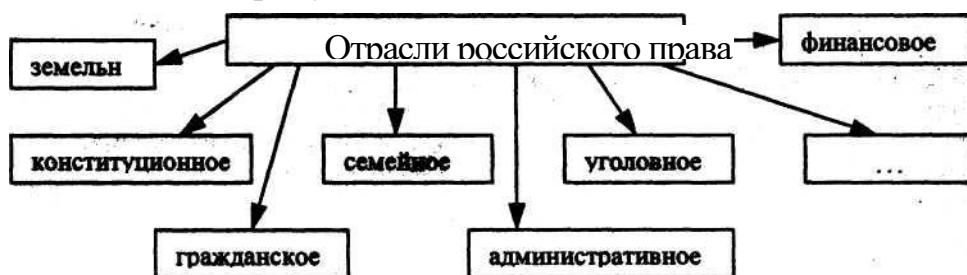 Отрасли российского права
финансовое
земельн
конституционное
семейное
уголовное
...
гражданское
административное